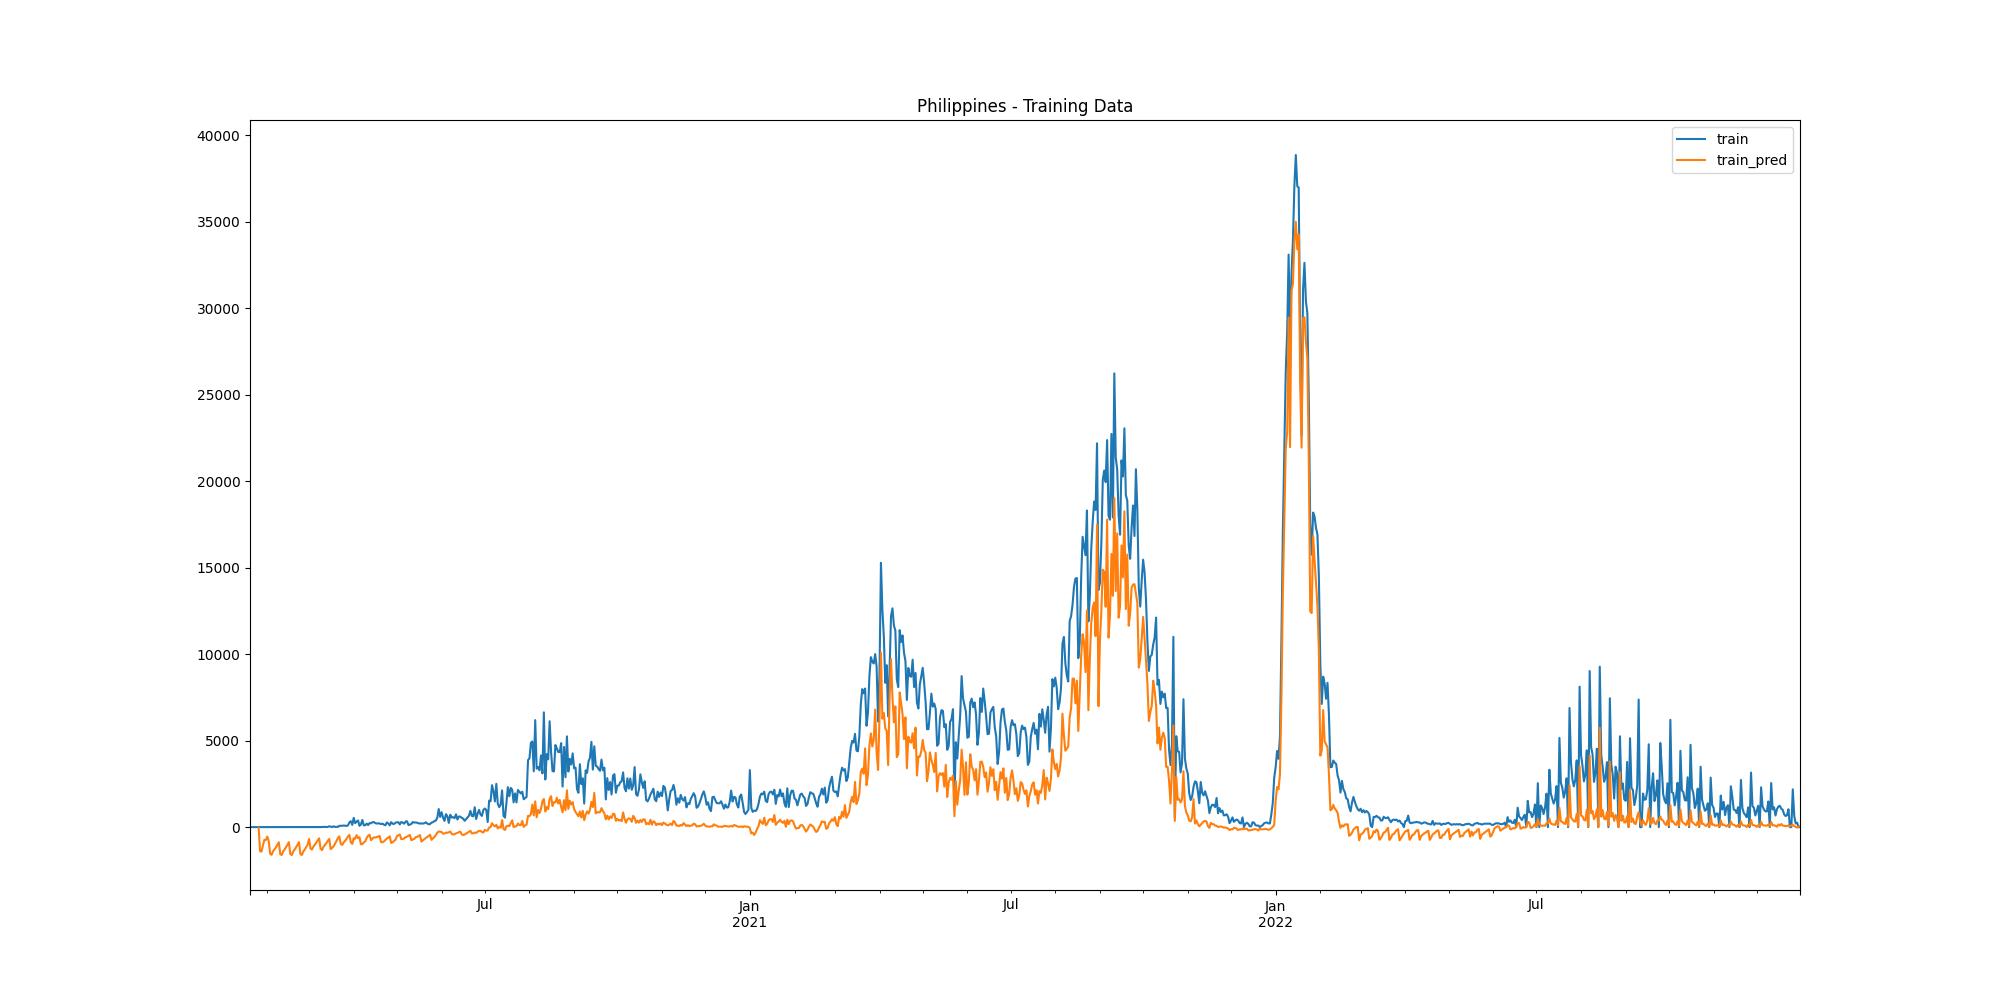 Philippines - Training Data
train
train_pred
40000
35000
30000
25000
20000
15000
10000
5000
0
Jul
Jan
2021
Jul
Jan
2022
Jul